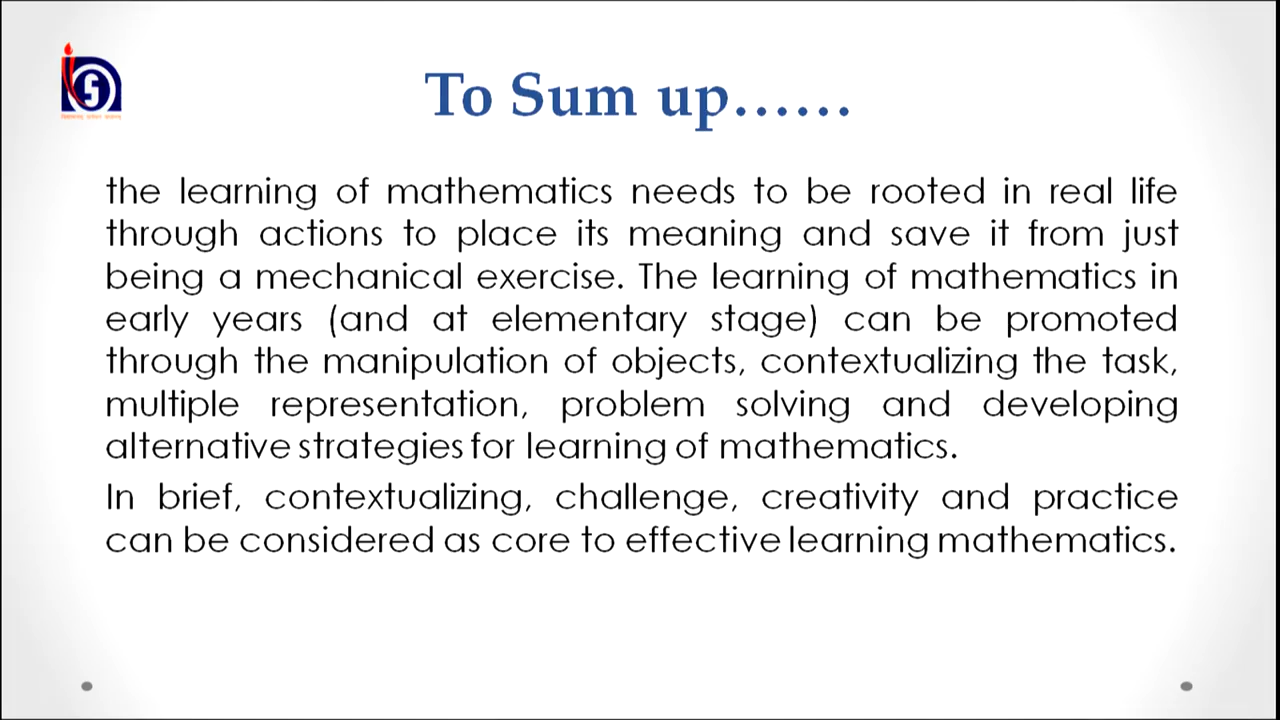 To Sum up......
the learning of mathematics needs to be rooted in real life
through actions to place its meaning and save it from just
being a mechanical exercise. The learning of mathematics in
early years (and at elementary stage) can be promoted
through the manipulation of objects, contextualizing the task,
multiple representation, problem solving and developing
alternative strategies for learning of mathematics.
In brief, contextualizing, challenge, creativity and practice
can be considered as core to effective learning mathematics.